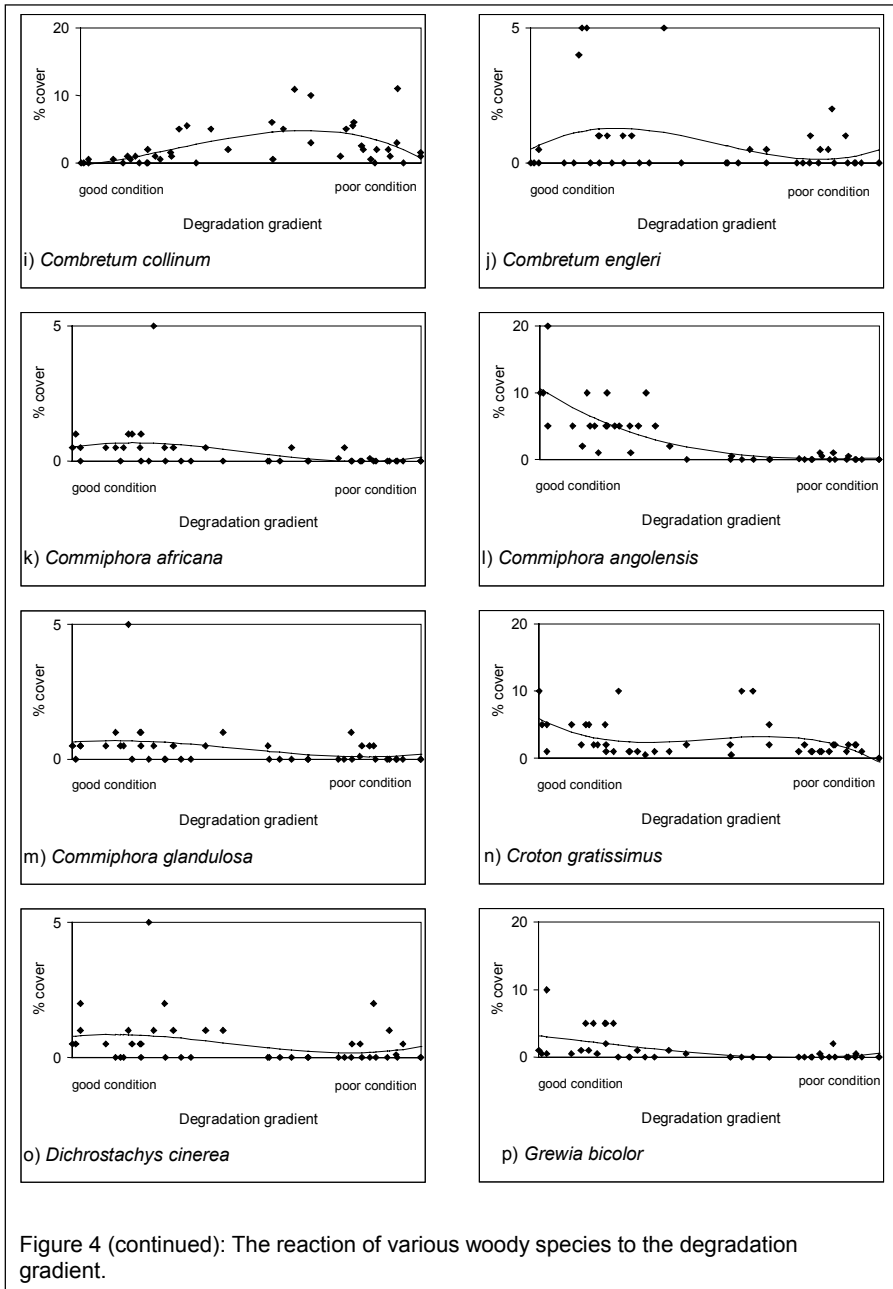 20
10
0
% cover
good condition
poor condition
Degradation gradient
i) Combretum collinum
5
0
% cover
good condition
poor condition
Degradation gradient
j) Combretum engleri
5
0
% cover
good condition
poor condition
Degradation gradient
k) Commiphora africana
20
10
0
% cover
good condition
poor condition
Degradation gradient
l) Commiphora angolensis
5
0
% cover
good condition
poor condition
Degradation gradient
m) Commiphora glandulosa
20
10
0
% cover
good condition
poor condition
Degradation gradient
n) Croton gratissimus
5
0
% cover
good condition
poor condition
Degradation gradient
o) Dichrostachys cinerea
20
10
0
% cover
good condition
poor condition
Degradation gradient
p) Grewia bicolor
Figure 4 (continued): The reaction of various woody species to the degradation
gradient.